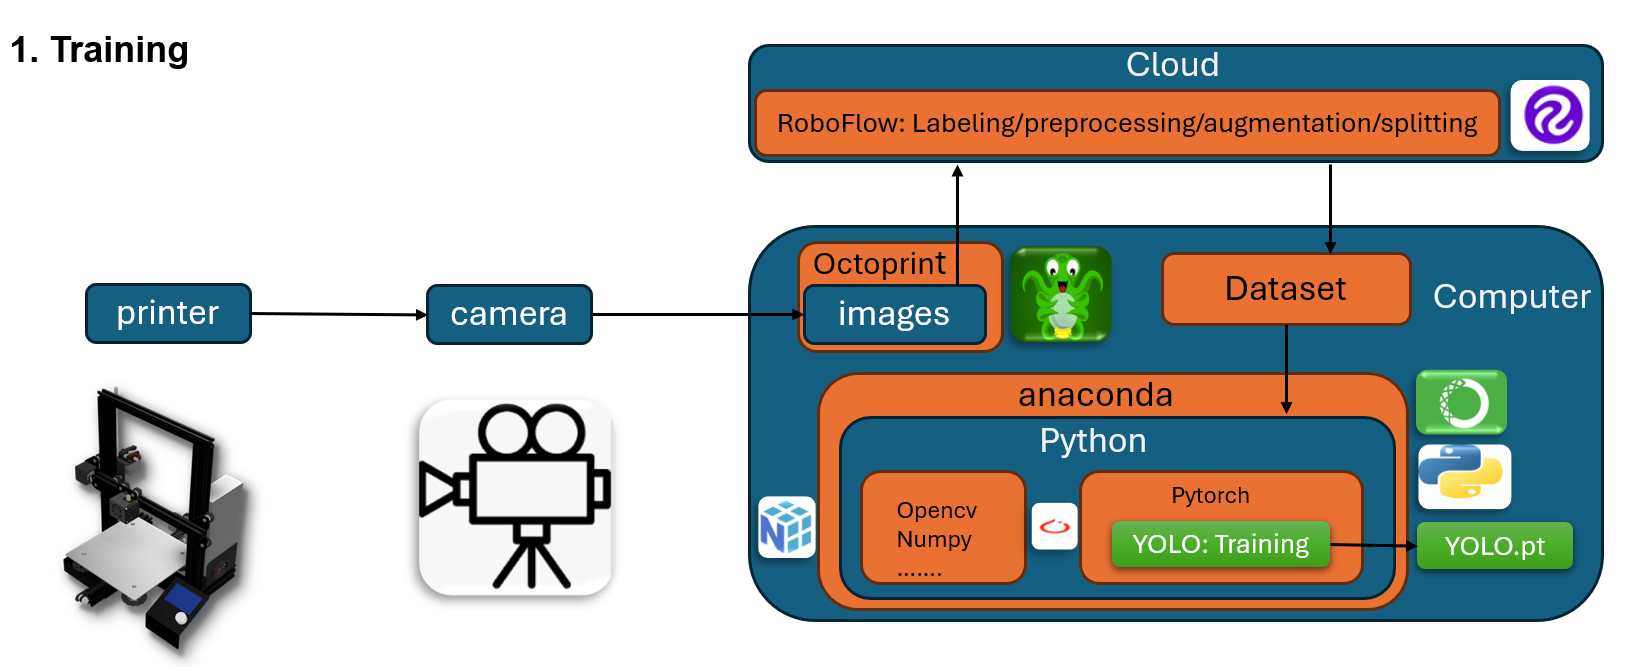 1. Training
Cloud
RoboFlow: Labeling/preprocessing/augmentation/splitting
Octoprint
images
printer
camera
Dataset
Computer
anaconda
Python
Opencv
Numpy
.......
Pytorch
YOLO: Training
YOLO.pt
N